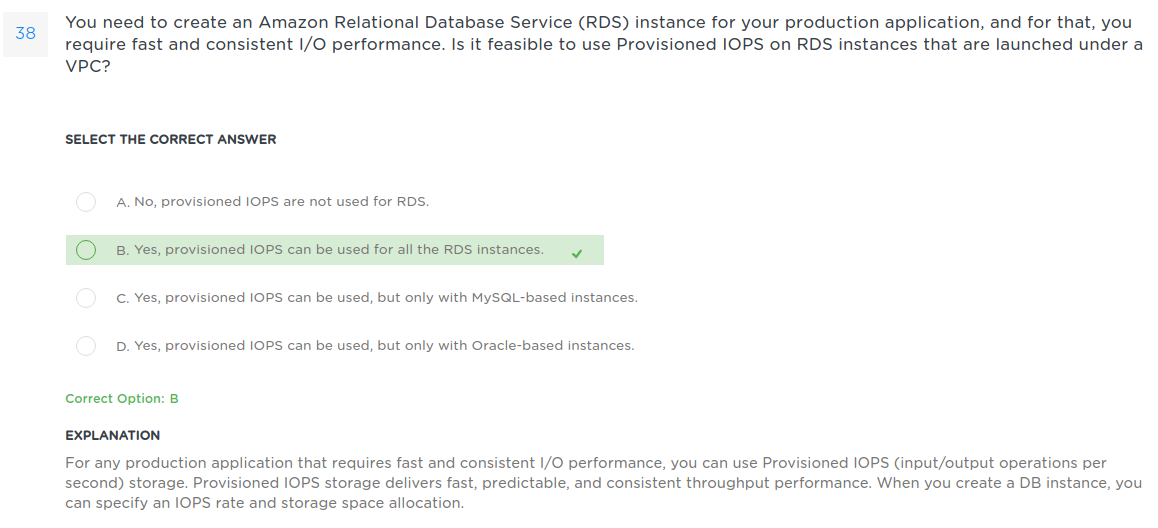 38
You need to create an Amazon Relational Database Service (RDS) instance for your production application, and for that, you
require fast and consistent I/O performance. Is it feasible to use Provisioned IOPS on RDS instances that are launched under a
VPC?
SELECT THE CORRECT ANSWER
A. No, provisioned IOPS are not used for RDS.
B. Yes, provisioned IOPS can be used for all the RDS instances.
C. Yes, provisioned IOPS can be used, but only with MySQL-based instances.
D. Yes, provisioned IOPS can be used, but only with Oracle-based instances.
Correct Option: B
EXPLANATION
For any production application that requires fast and consistent I/O performance, you can use Provisioned IOPS (input/output operations per
second) storage. Provisioned IOPS storage delivers fast, predictable, and consistent throughput performance. When you create a DB instance, you
can specify an IOPS rate and storage space allocation.